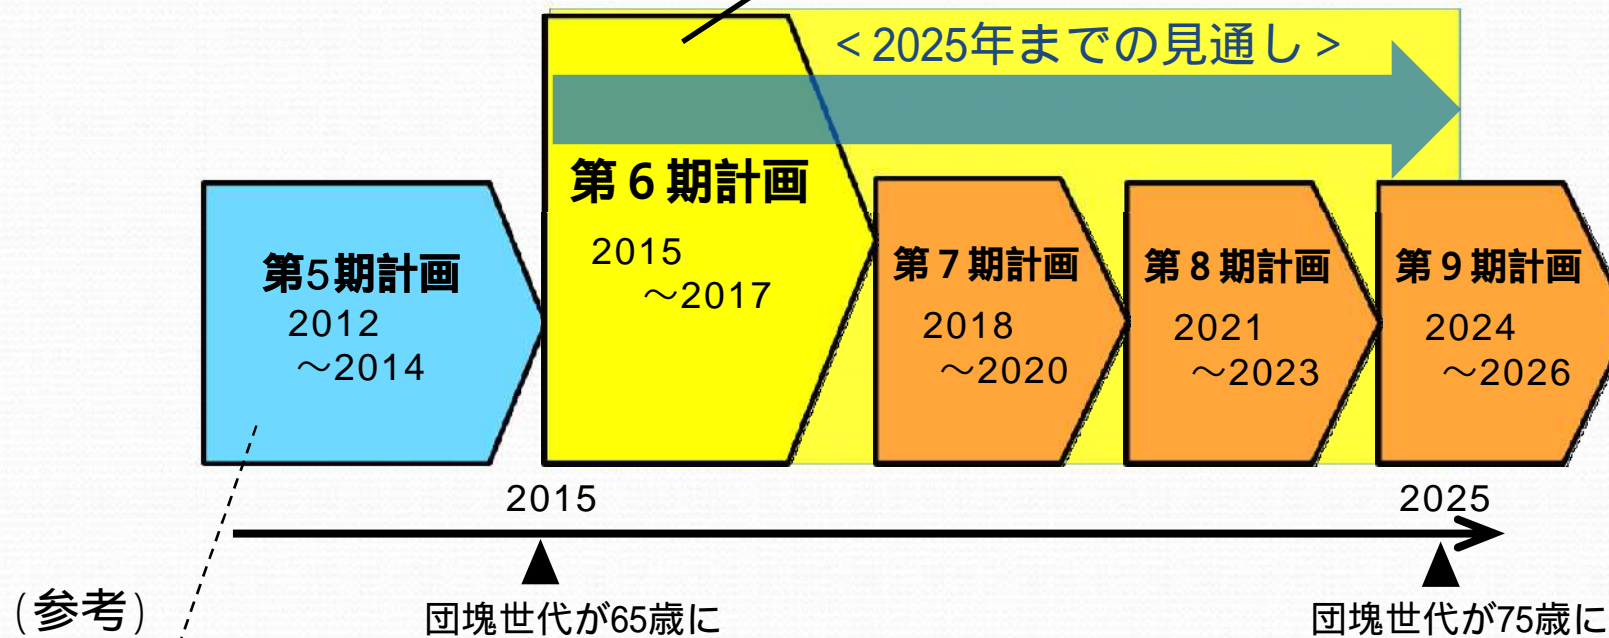 ＜2025年までの見通し＞
第６期計画
2015
～2017
第5期計画
2012
～2014
第７期計画
2018
～2020
第８期計画
2021
～2023
第９期計画
2024
～2026
2015
2025
（参考）
団塊世代が65歳に
団塊世代が75歳に